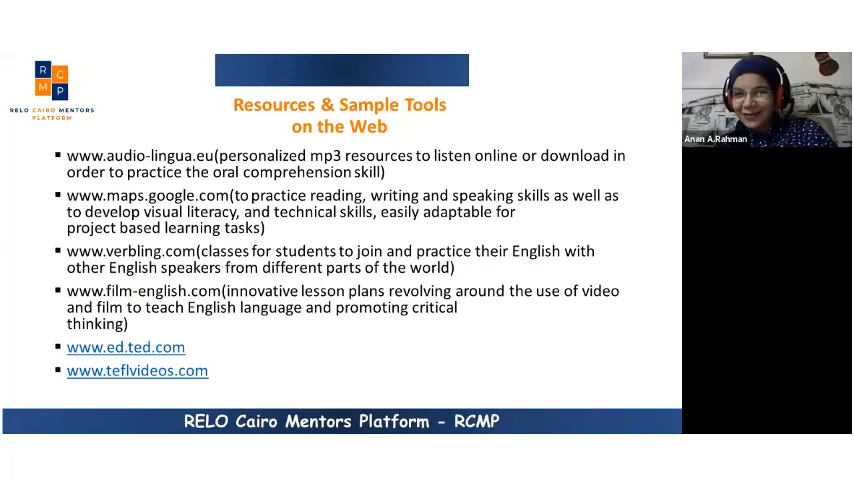 R
C
M
P
RELO CAIRO MENTORS
PLATFORM
Resources & Sample Tools
on the Web
▪ www.audio-lingua.eu(personalized mp3 resources to listen online or download in
order to practice the oral comprehension skill)
▪ www.maps.google.com(to practice reading, writing and speaking skills as well as
to develop visual literacy, and technical skills, easily adaptable for
project based learning tasks)
▪ www.verbling.com(classes for students to join and practice their English with
other English speakers from different parts of the world)
▪ www.film-english.com(innovative lesson plans revolving around the use of video
and film to teach English language and promoting critical
thinking)
▪ www.ed.ted.com
▪ www.teflvideos.com
RELO Cairo Mentors Platform - RCMP
Anan A.Rahman